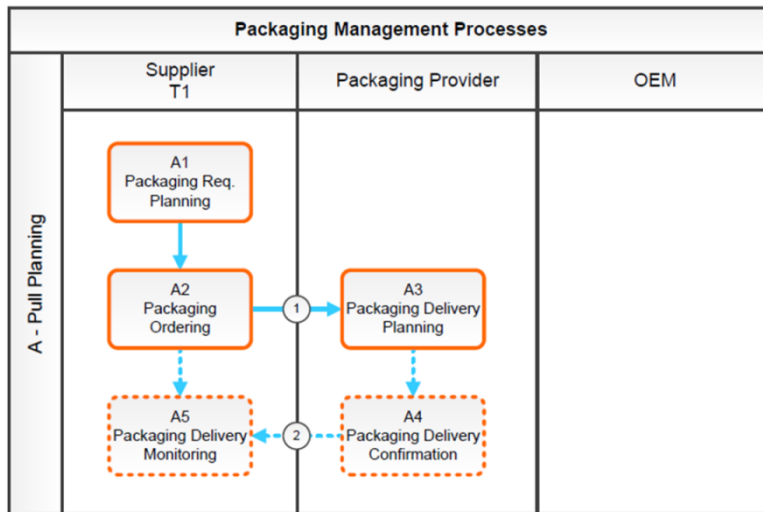 Packaging Management Processes
Supplier
T1
Packaging Provider
OEM
A - Pull Planning
A1
Packaging Req.
Planning
A2
Packaging
Ordering
1
A3
Packaging Delivery
Planning
A5
Packaging Delivery
Monitoring
2
A4
Packaging Delivery
Confirmation